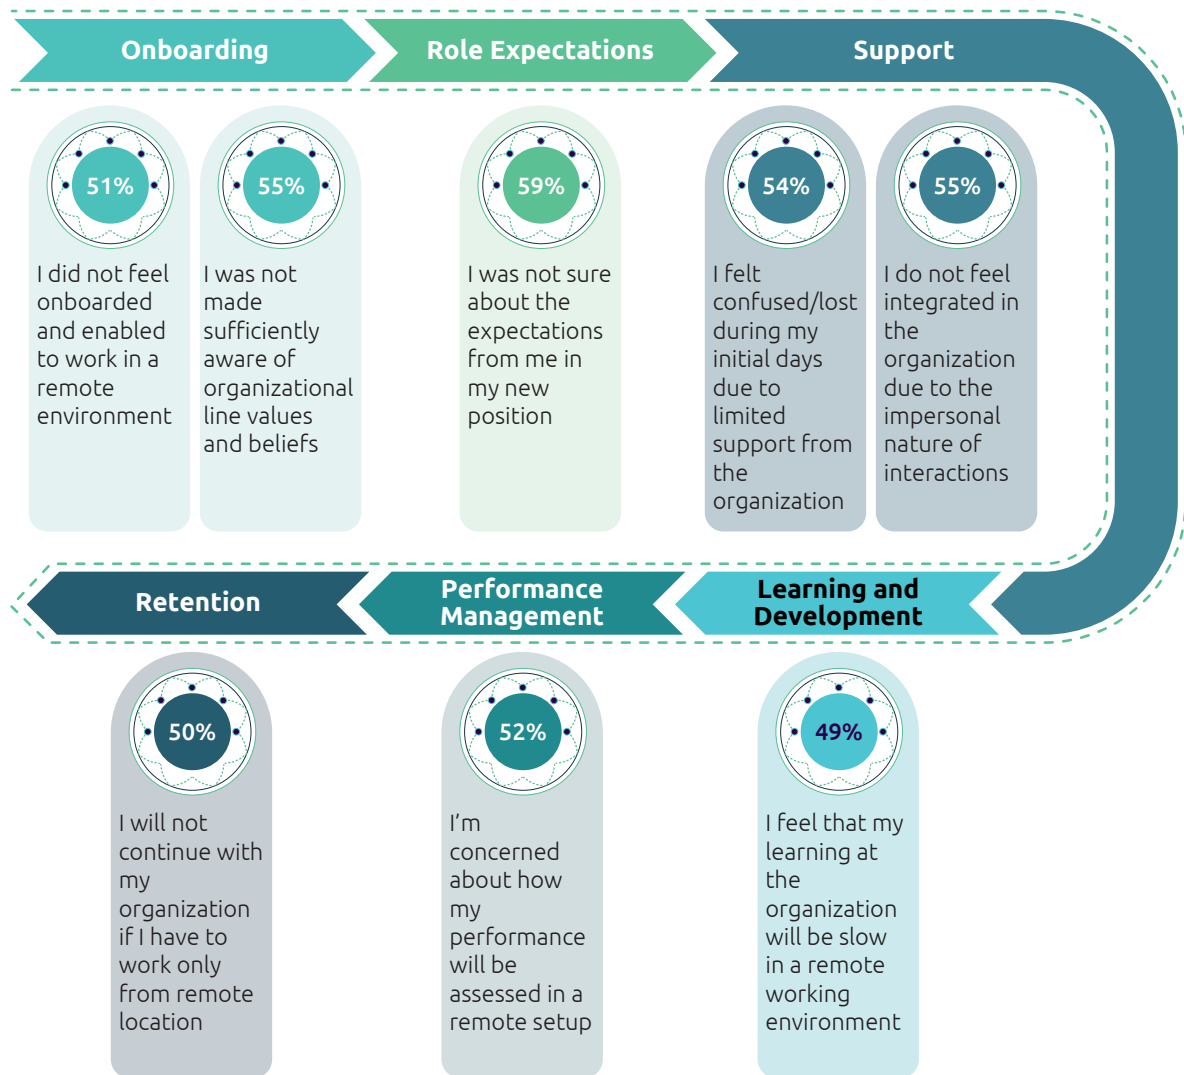 Onboarding
Role Expectations
Support
51%
I did not feel
onboarded
and enabled
to work in a
remote
environment
55%
I was not
made
sufficiently
aware of
organizational
line values
and beliefs
59%
I was not sure
about the
expectations
from me in
my new
position
54%
I felt
confused/lost
during my
initial days
due to
limited
support from
the
organization
55%
I do not feel
integrated in
the
organization
due to the
impersonal
nature of
interactions
Learning and
Development
Performance
Management
Retention
49%
I feel that my
learning at
the
organization
will be slow
in a remote
working
environment
52%
I’m
concerned
about how
my
performance
will be
assessed in a
remote setup
50%
I will not
continue with
my
organization
if I have to
work only
from remote
location